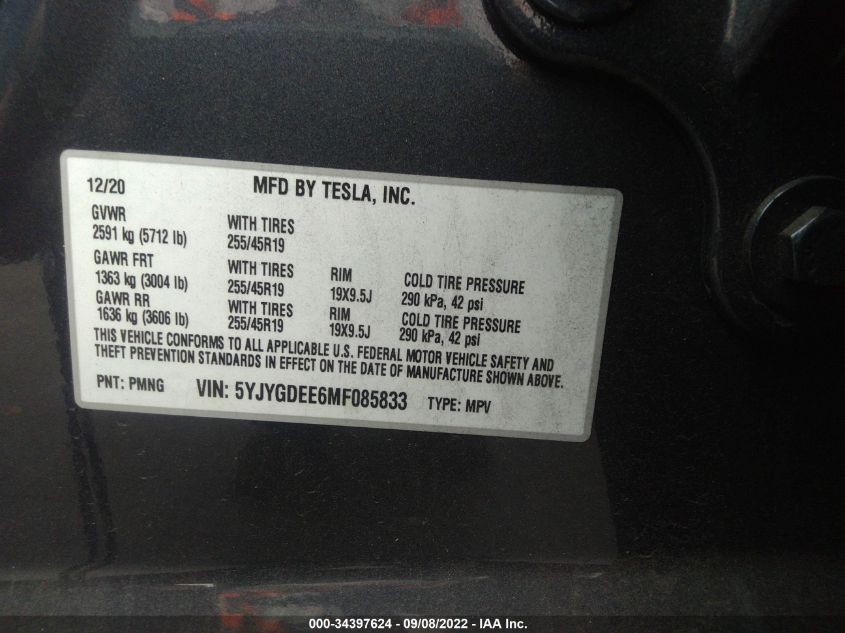 12/20 MFD BY TESLA, INC.
GVWR WITH TIRES
2591 kg (5712 lb) 255/45R19
GAWR FRT WITH TIRES RIM COLD TIRE PRESSURE
1363 kg (3004 lb) 255/45R19 19X9.5J 290 kPa, 42 psi
GAWR RR WITH TIRES RIM COLD TIRE PRESSURE
1636 kg (3606 lb) 255/45R19 19X9.5J 290 kPa, 42 psi
THIS VEHICLE CONFORMS TO ALL APPLICABLE U.S. FEDERAL MOTOR VEHICLE SAFETY AND
THEFT PREVENTION STANDARDS IN EFFECT ON THE DATE OF MANUFACTURE SHOWN ABOVE.
PNT: PMNG VIN: 5YJYGDEE6MF085833 TYPE: MPV
000-34397624 - 09/08/2022 - IAA Inc.